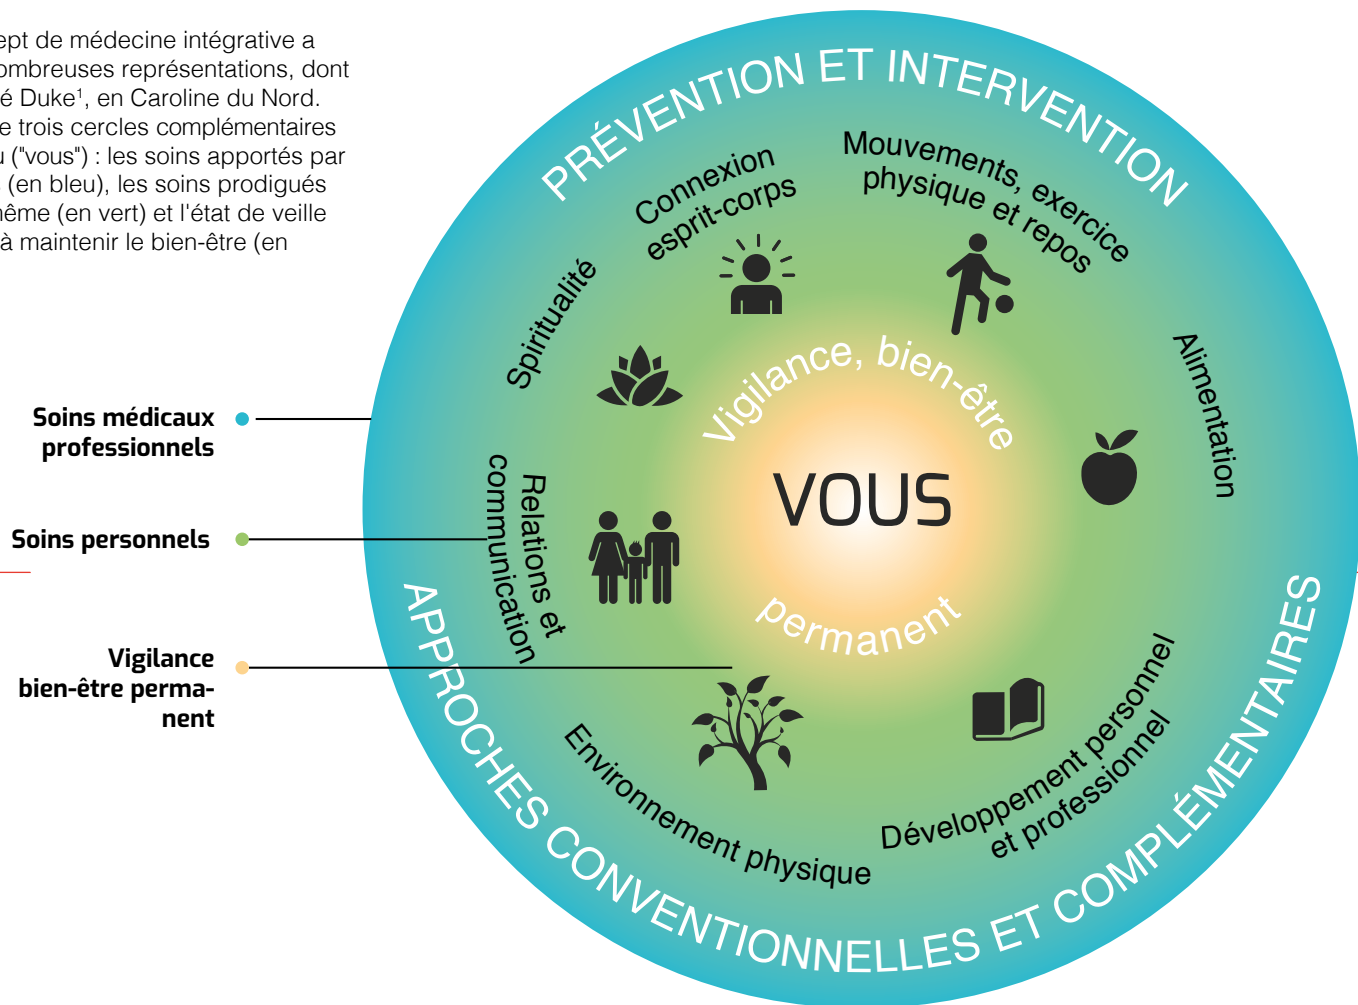 ept de médecine intégrative a
ombreuses représentations, dont
é Duke¹, en Caroline du Nord.
e trois cercles complémentaires
u ("vous") : les soins apportés par
(en bleu), les soins prodigués
ême (en vert) et l'état de veille
à maintenir le bien-être (en
PRÉVENTION ET INTERVENTION
Connexion
esprit-corps
Mouvements, exercice
physique et repos
Spiritualité
Alimentation
Vigilance, bien-être
VOUS
permanent
Relations et
communication
Environnement physique
Développement personnel
et professionnel
APPROCHES CONVENTIONNELLES ET COMPLÉMENTAIRES
Soins médicaux
professionnels
Soins personnels
Vigilance
bien-être perma-
nent